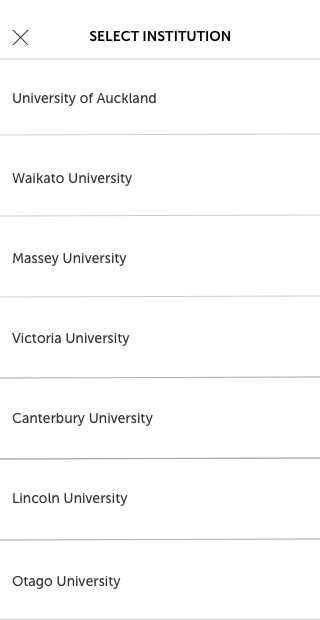 SELECT INSTITUTION
University of Auckland
Waikato University
Massey University
Victoria University
Canterbury University
Lincoln University
Otago University